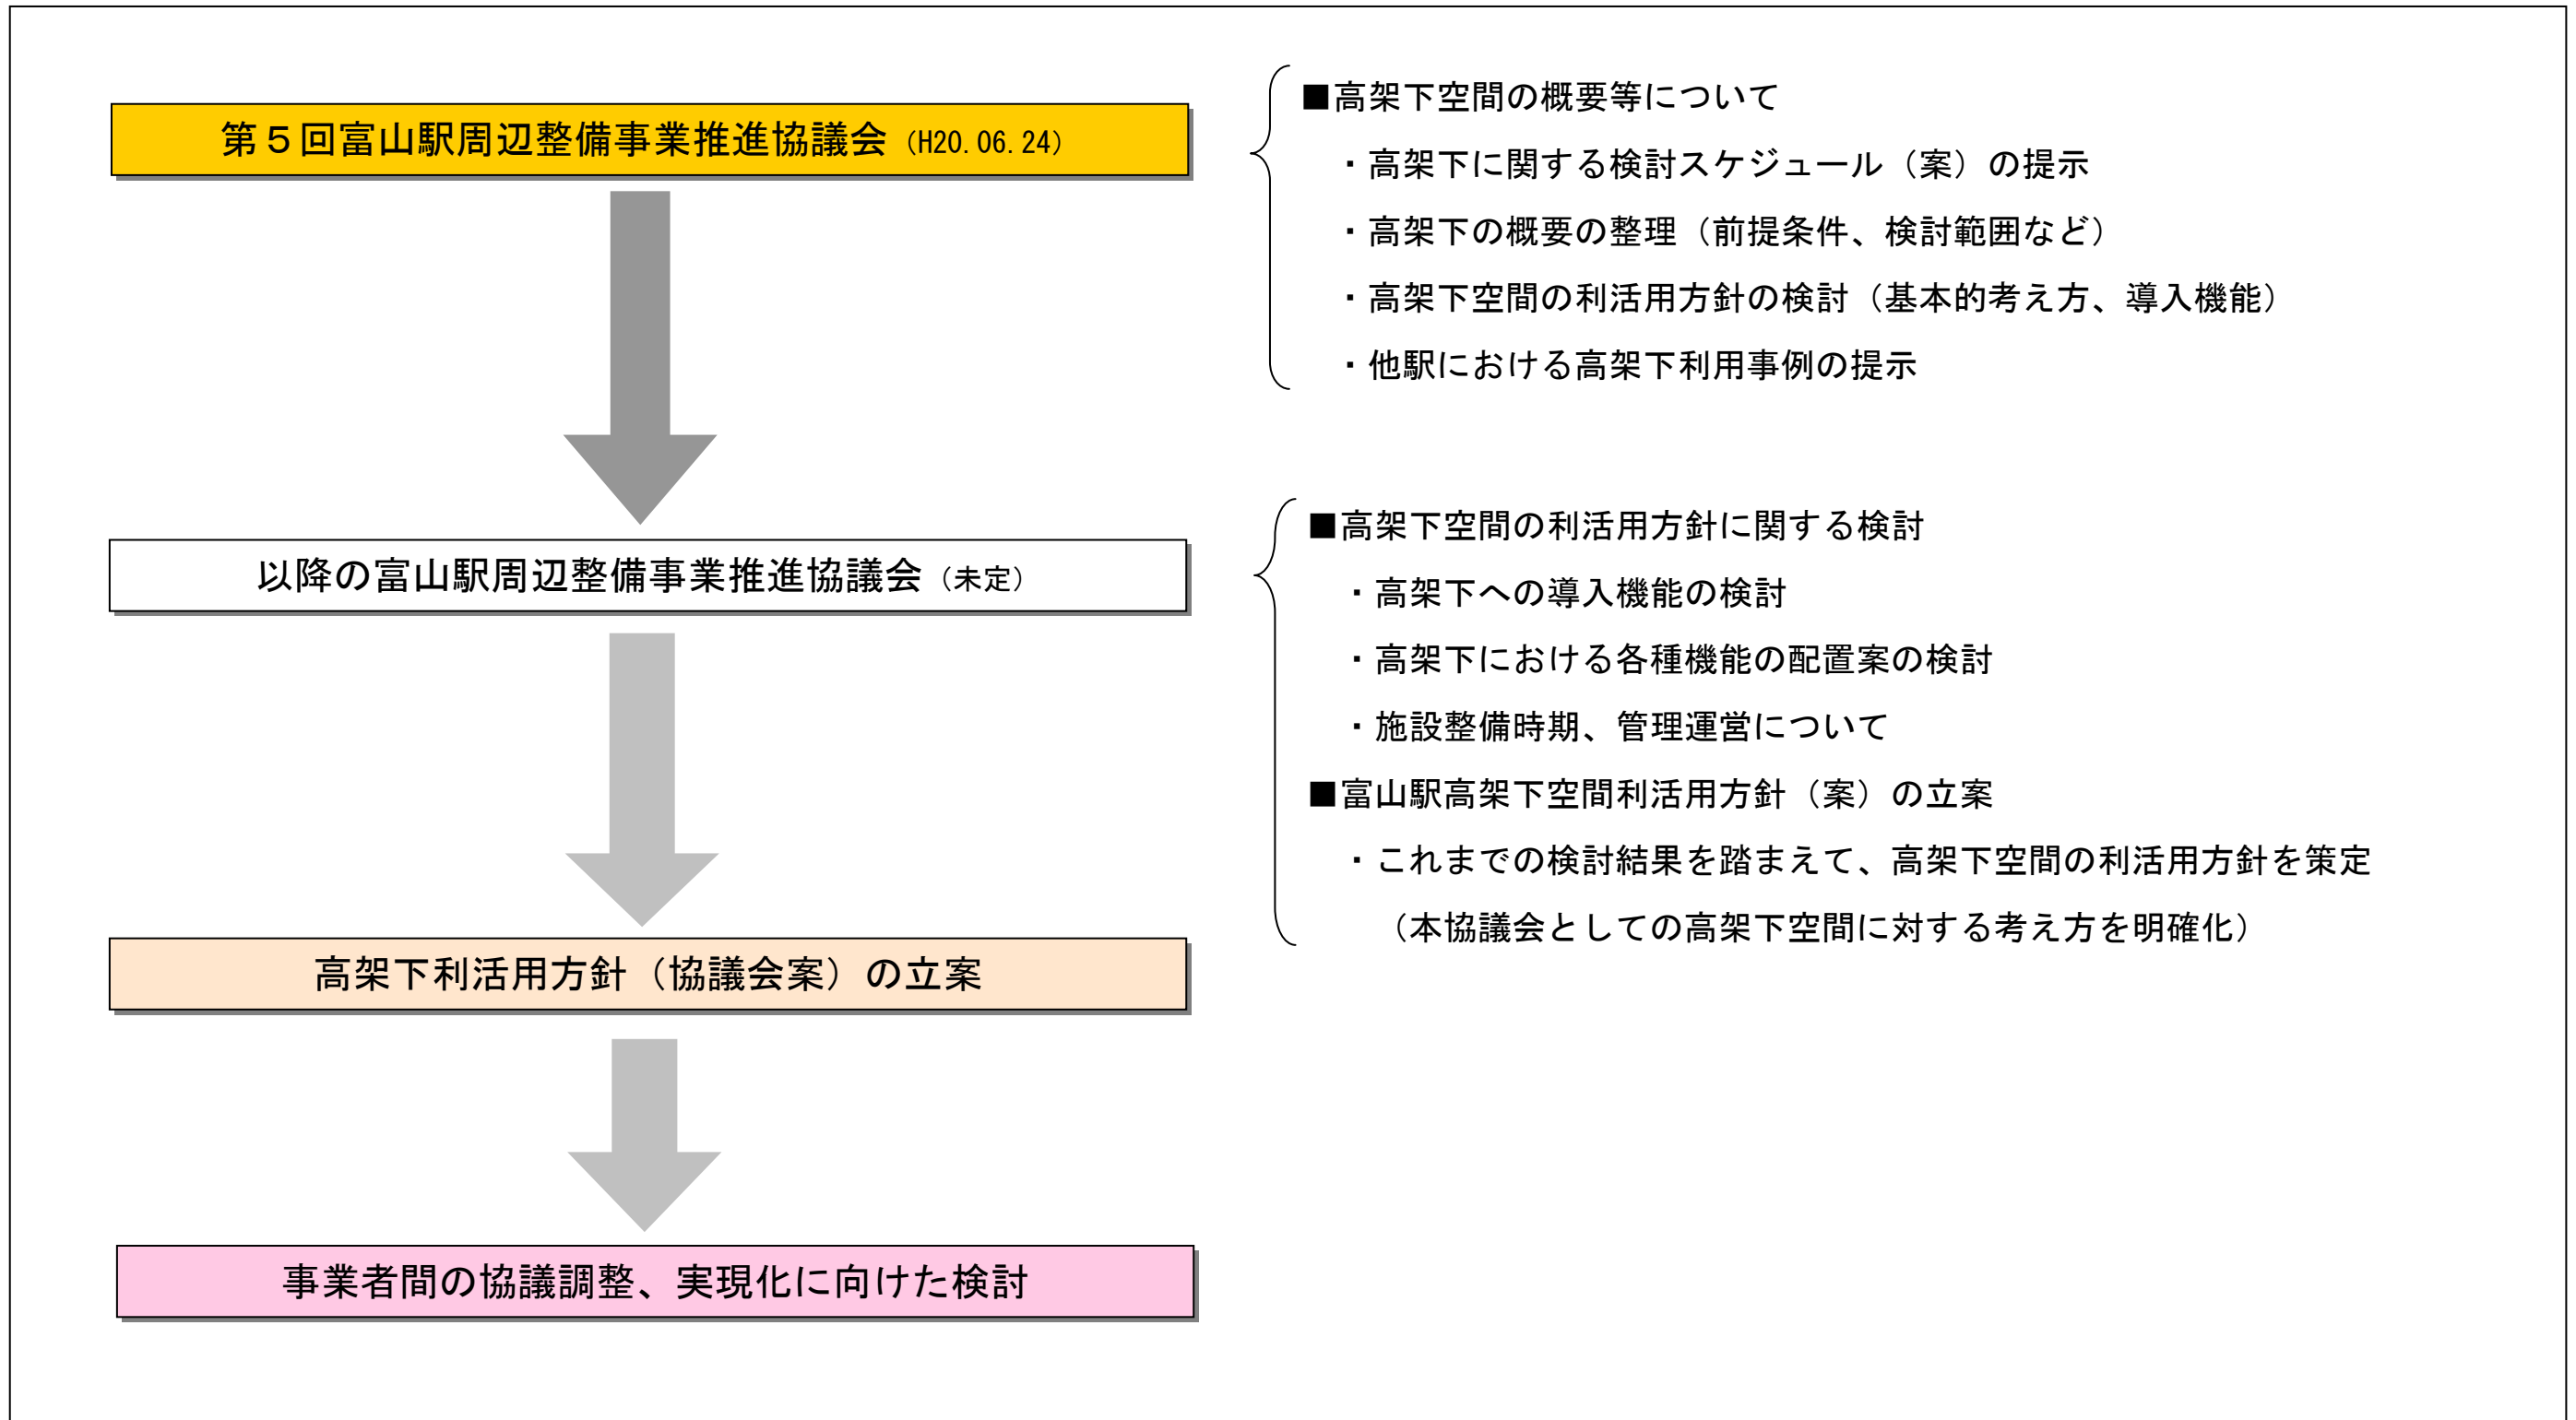 第５回富山駅周辺整備事業推進協議会（H20.06.24）
■高架下空間の概要等について
・高架下に関する検討スケジュール（案）の提示
・高架下の概要の整理（前提条件、検討範囲など）
・高架下空間の利活用方針の検討（基本的考え方、導入機能）
・他駅における高架下利用事例の提示
以降の富山駅周辺整備事業推進協議会（未定）
■高架下空間の利活用方針に関する検討
・高架下への導入機能の検討
・高架下における各種機能の配置案の検討
・施設整備時期、管理運営について
■富山駅高架下空間利活用方針（案）の立案
・これまでの検討結果を踏まえて、高架下空間の利活用方針を策定
（本協議会としての高架下空間に対する考え方を明確化）
高架下利活用方針（協議会案）の立案
事業者間の協議調整、実現化に向けた検討